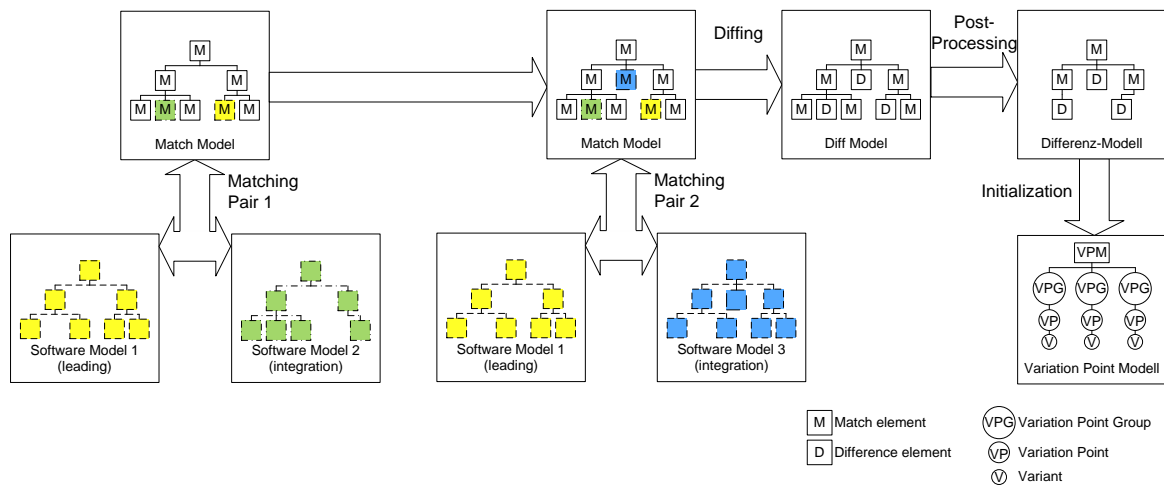 M
M M
M M M M M
Match Model
M
M M M
M M M M M
Match Model
Diffing
M
M D M
M D M D M
Diff Model
Post-
Processing
M
M D M
D D
Differenz-Modell
Matching
Pair 1
Matching
Pair 2
Initialization
Software Model 1
(leading)
Software Model 2
(integration)
Software Model 1
(leading)
Software Model 3
(integration)
VPM
VPG VPG VPG
VP VP VP
V V V
Variation Point Modell
M Match element
D Difference element
VPG Variation Point Group
VP Variation Point
V Variant